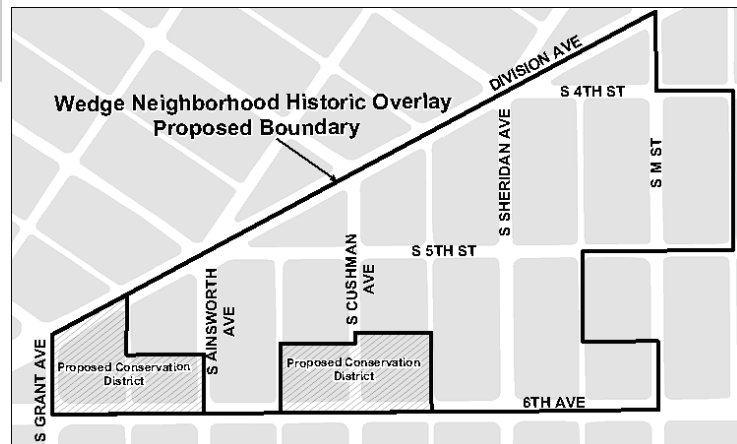 DIVISION AVE
S 4TH ST
Wedge Neighborhood Historic Overlay
Proposed Boundary
S SHERIDAN AVE
S M ST
S 5TH ST
S CUSHMAN
AVE
S AINSWORTH
AVE
S GRANT AVE
Proposed Conservation
District
Proposed Conservation
District
6TH AVE